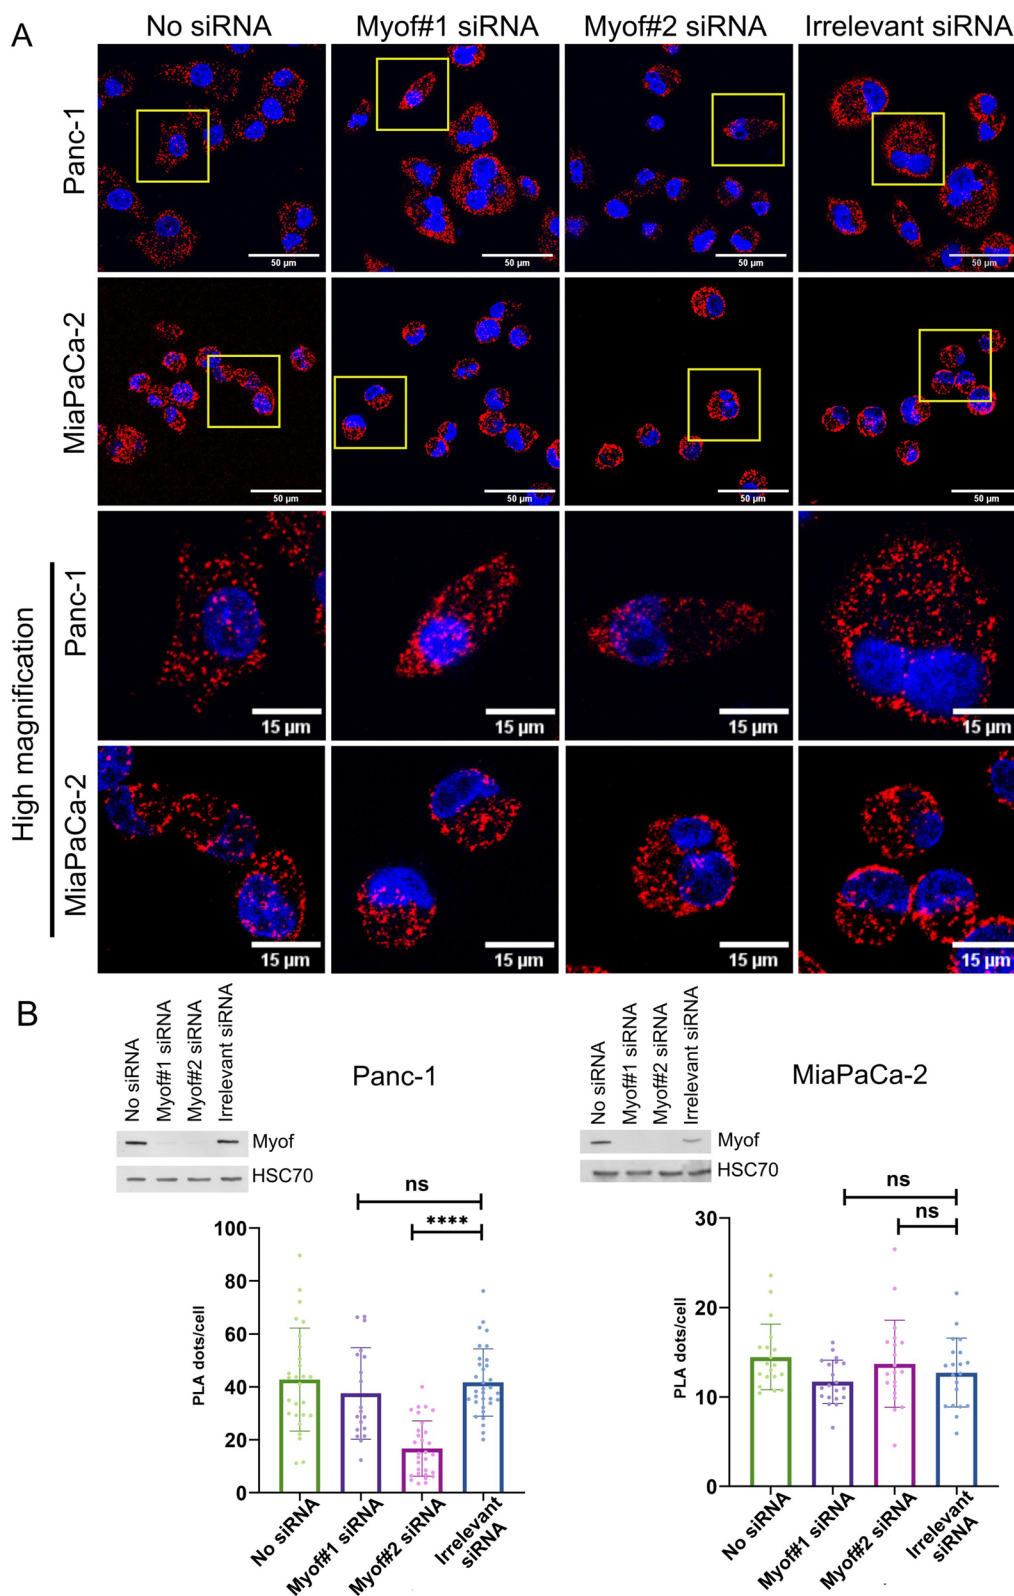 A
No siRNA
Myof#1 siRNA
Myof#2 siRNA
Irrelevant siRNA
Panc-1
50 µm
50 µm
50 µm
50 µm
MiaPaCa-2
50 µm
50 µm
50 µm
50 µm
High magnification
Panc-1
15 µm
15 µm
15 µm
15 µm
MiaPaCa-2
15 µm
15 µm
15 µm
15 µm
B
No siRNA
Myof#1 siRNA
Myof#2 siRNA
Irrelevant siRNA
Panc-1
Myof
HSC70
ns
****
PLA dots/cell
100
80
60
40
20
0
No siRNA
Myof#1 siRNA
Myof#2 siRNA
Irrelevant
siRNA
No siRNA
Myof#1 siRNA
Myof#2 siRNA
Irrelevant siRNA
MiaPaCa-2
Myof
HSC70
ns
ns
PLA dots/cell
30
20
10
0
No siRNA
Myof#1 siRNA
Myof#2 siRNA
Irrelevant
siRNA